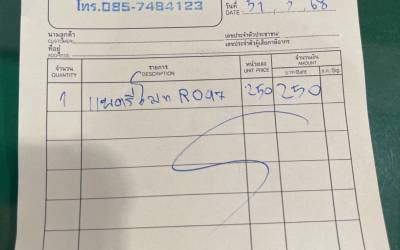 โทร.085-7484123
วันที่ 31 / 7 / 68
DATE
นามลูกค้า
CUSTOMER
เลขประจำตัวประชาชน
ที่อยู่
ADDRESS
เลขประจำตัวผู้เสียภาษีอากร
จำนวน รายการ หน่วยละ จำนวนเงิน
QUANTITY DESCRIPTION UNIT PRICE AMOUNT
บาท Baht ส.ต./Stg.
1 แบตรีโมท 250 250